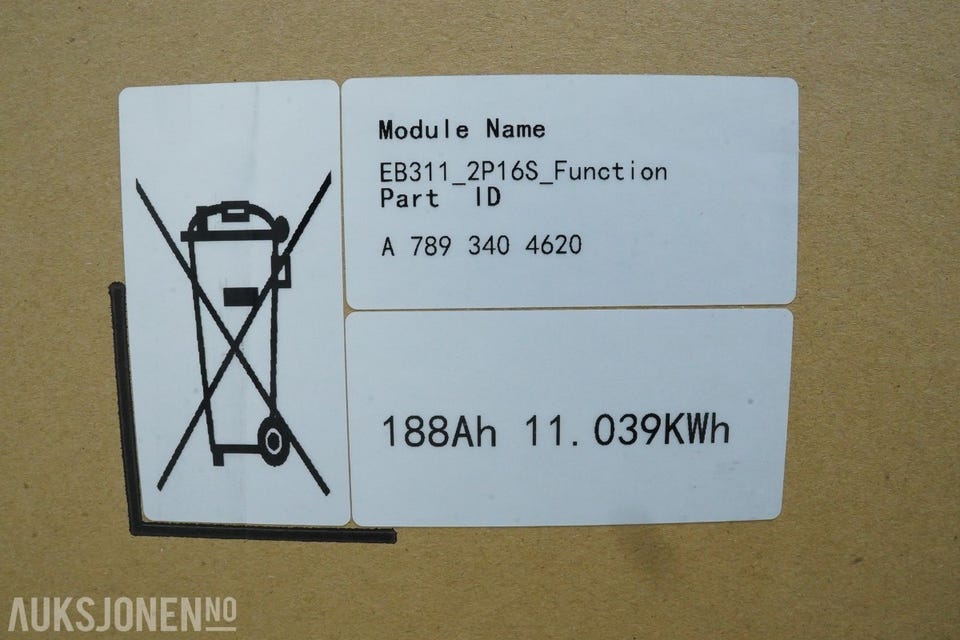 Module Name
EB311_2P16S_Function
Part ID
A 789 340 4620
188Ah 11.039KWh
AUKSJONEN NO